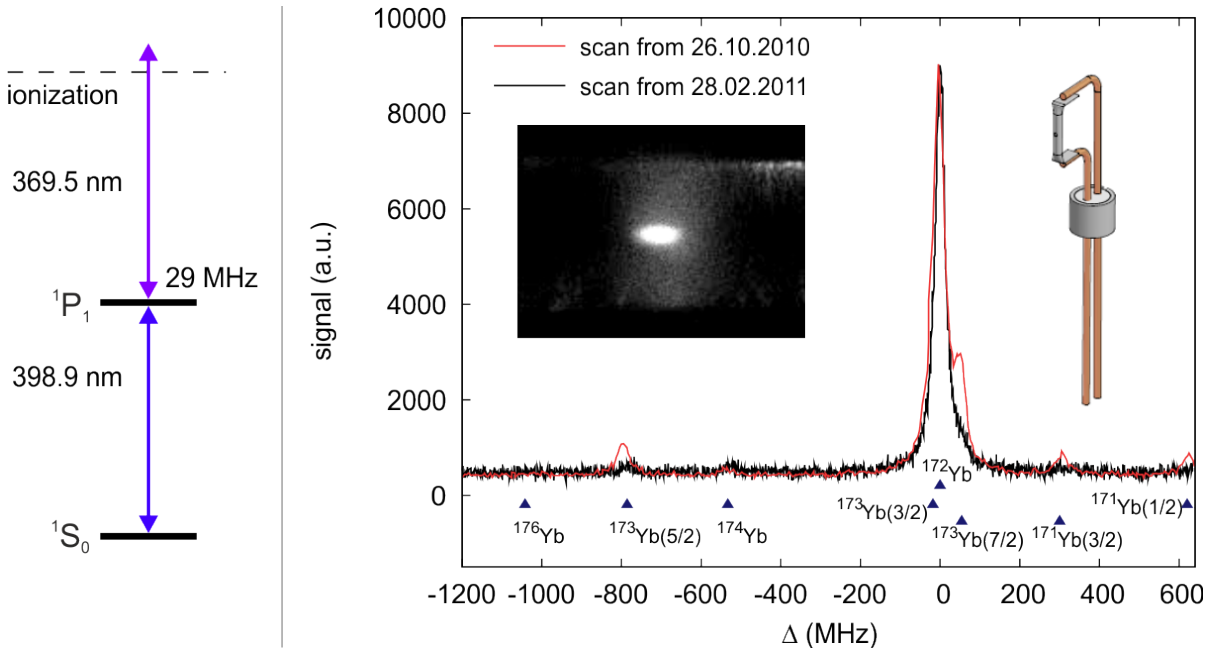 ionization
369.5 nm
29 MHz
¹P₁
398.9 nm
¹S₀
scan from 26.10.2010
scan from 28.02.2011
signal (a.u.)
10000
8000
6000
4000
2000
0
¹⁷²Yb
¹⁷³Yb(3/2)
¹⁷¹Yb(1/2)
¹⁷⁶Yb
¹⁷³Yb(5/2)
¹⁷⁴Yb
¹⁷³Yb(7/2)
¹⁷¹Yb(3/2)
-1200 -1000 -800 -600 -400 -200 0 200 400 600
Δ (MHz)